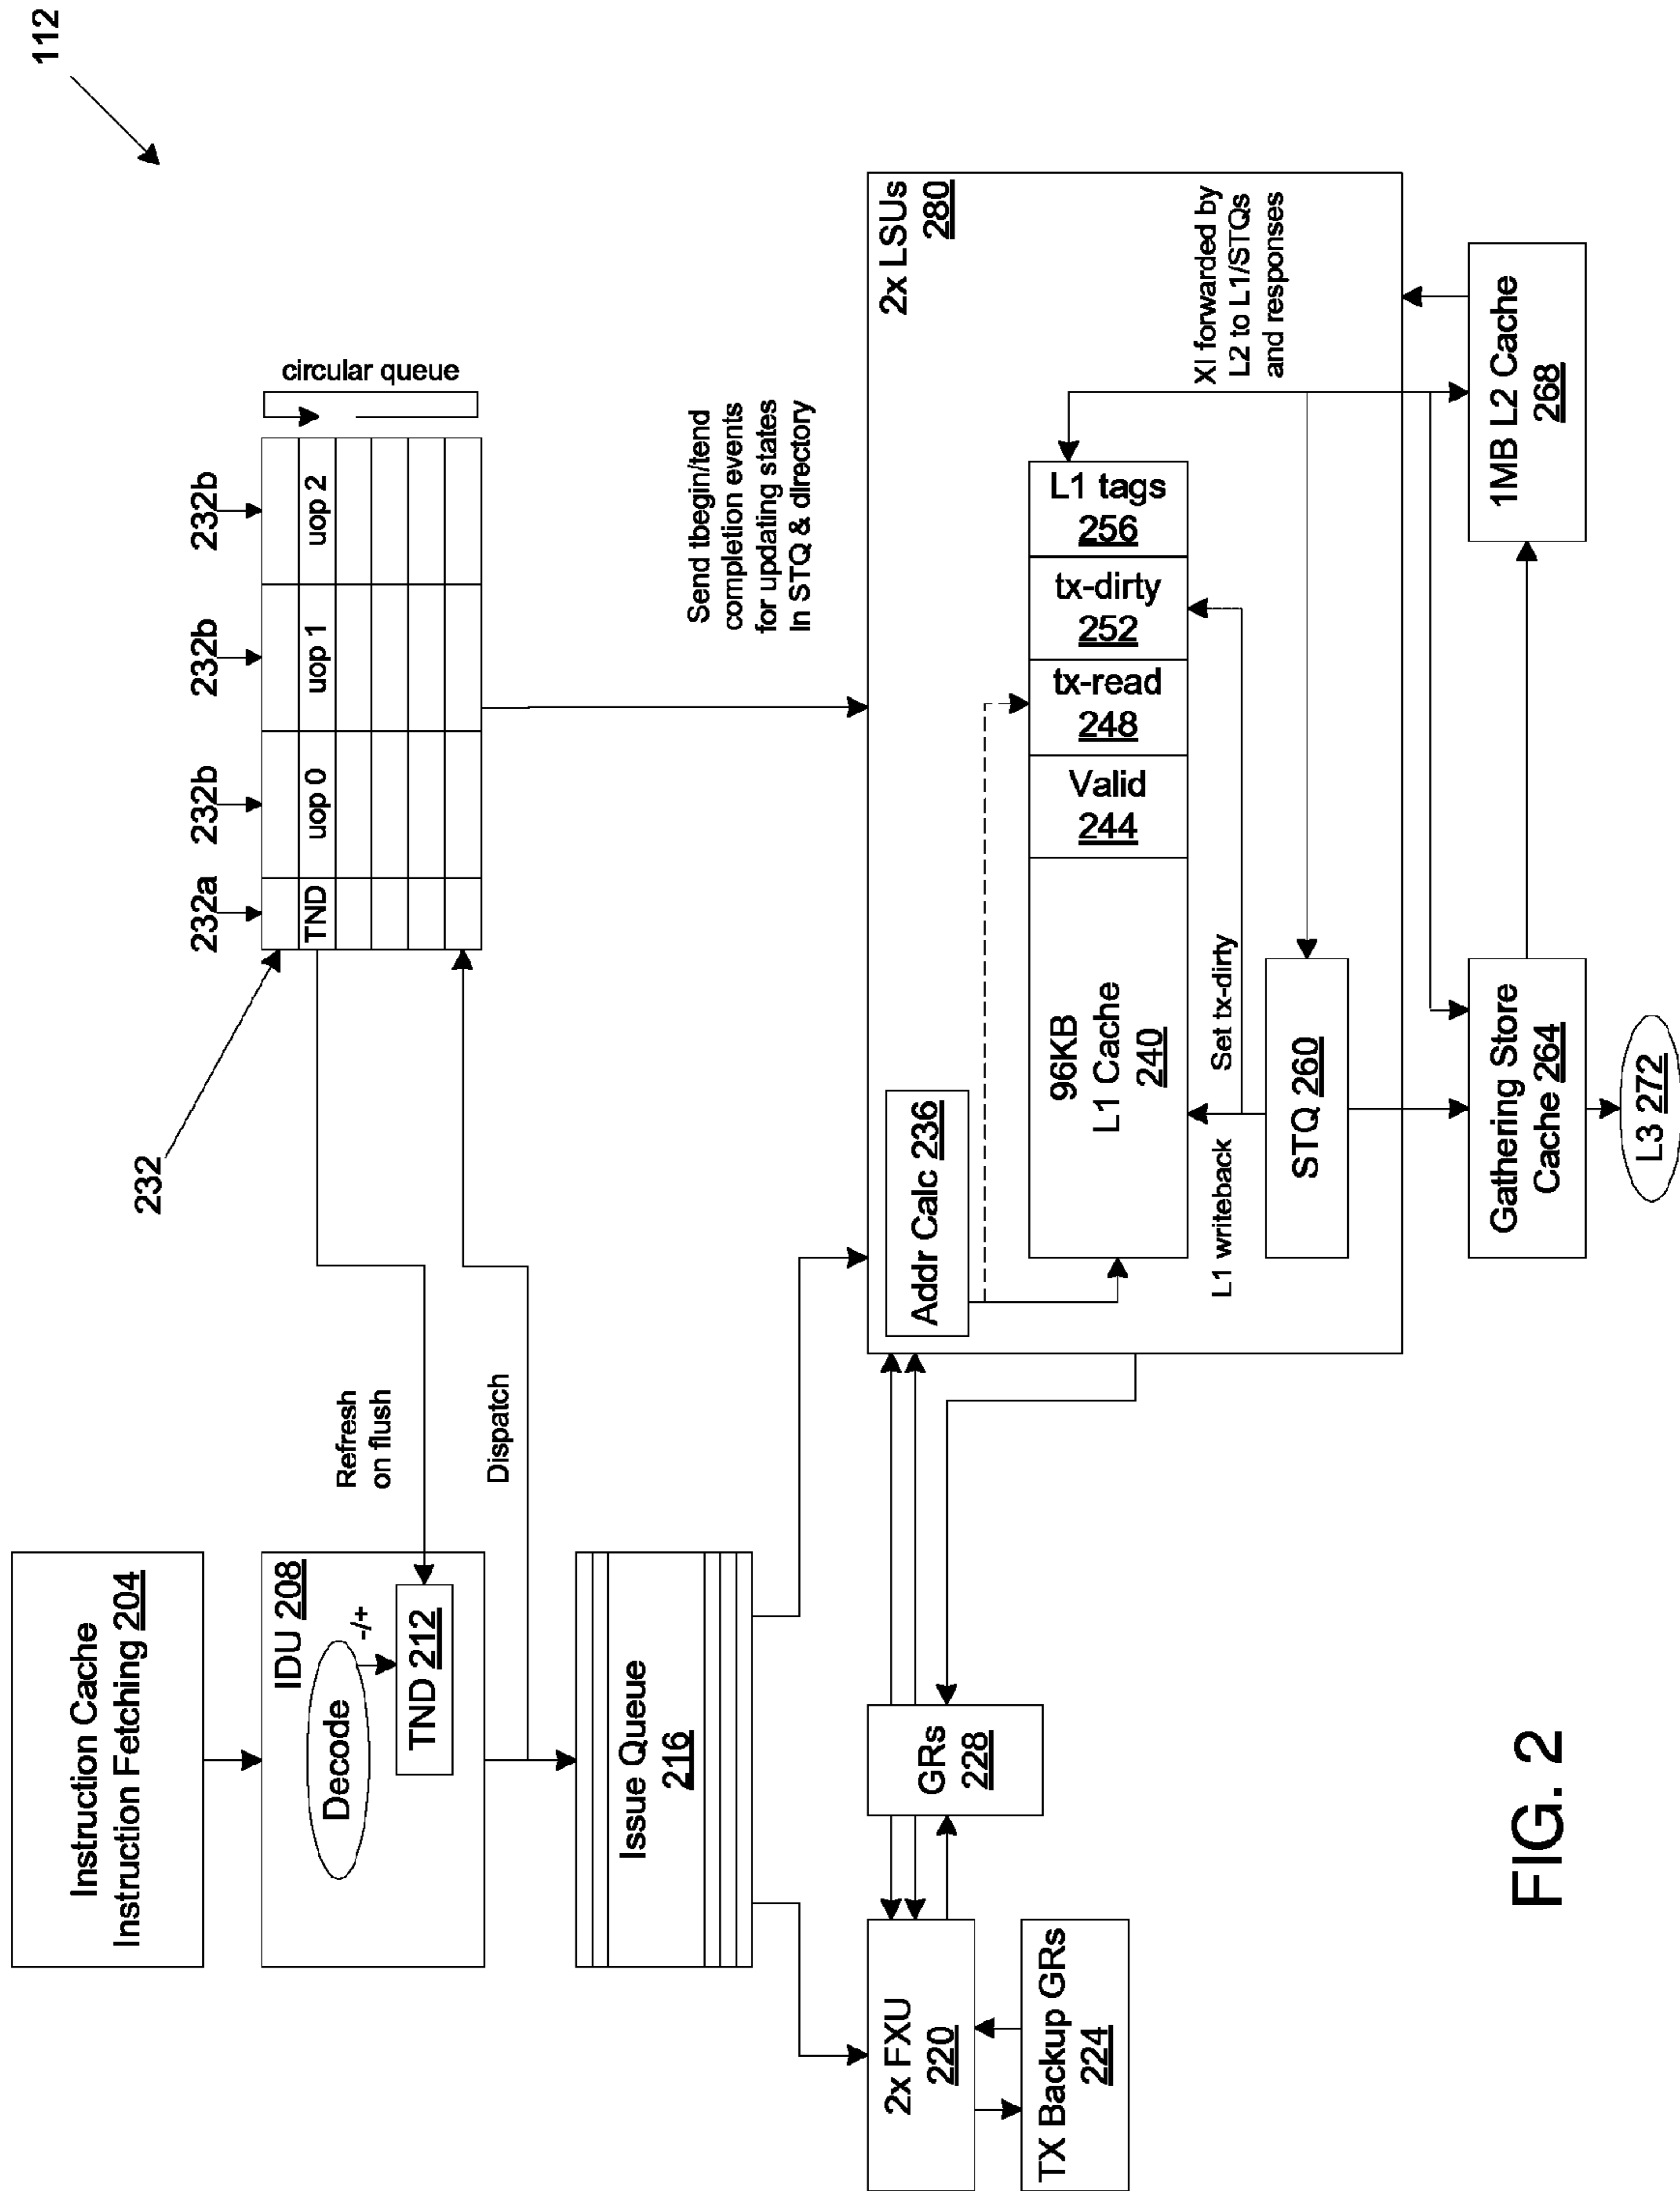 112
Instruction Cache
Instruction Fetching 204
IDU 208
Decode
-/+
TND 212
Refresh
on flush
Dispatch
232
232a
232b
232b
232b
TND
uop 0
uop 1
uop 2
circular queue
Issue Queue
216
Send tbegin/tend
completion events
for updating states
in STQ & directory
2x FXU
220
TX Backup GRs
224
GRs
228
2x LSUs
280
Addr Calc 236
96KB
L1 Cache
240
Valid
244
tx-read
248
tx-dirty
252
L1 tags
256
L1 writeback
Set tx-dirty
STQ 260
XI forwarded by
L2 to L1/STQs
and responses
Gathering Store
Cache 264
1MB L2 Cache
268
L3 272
FIG. 2